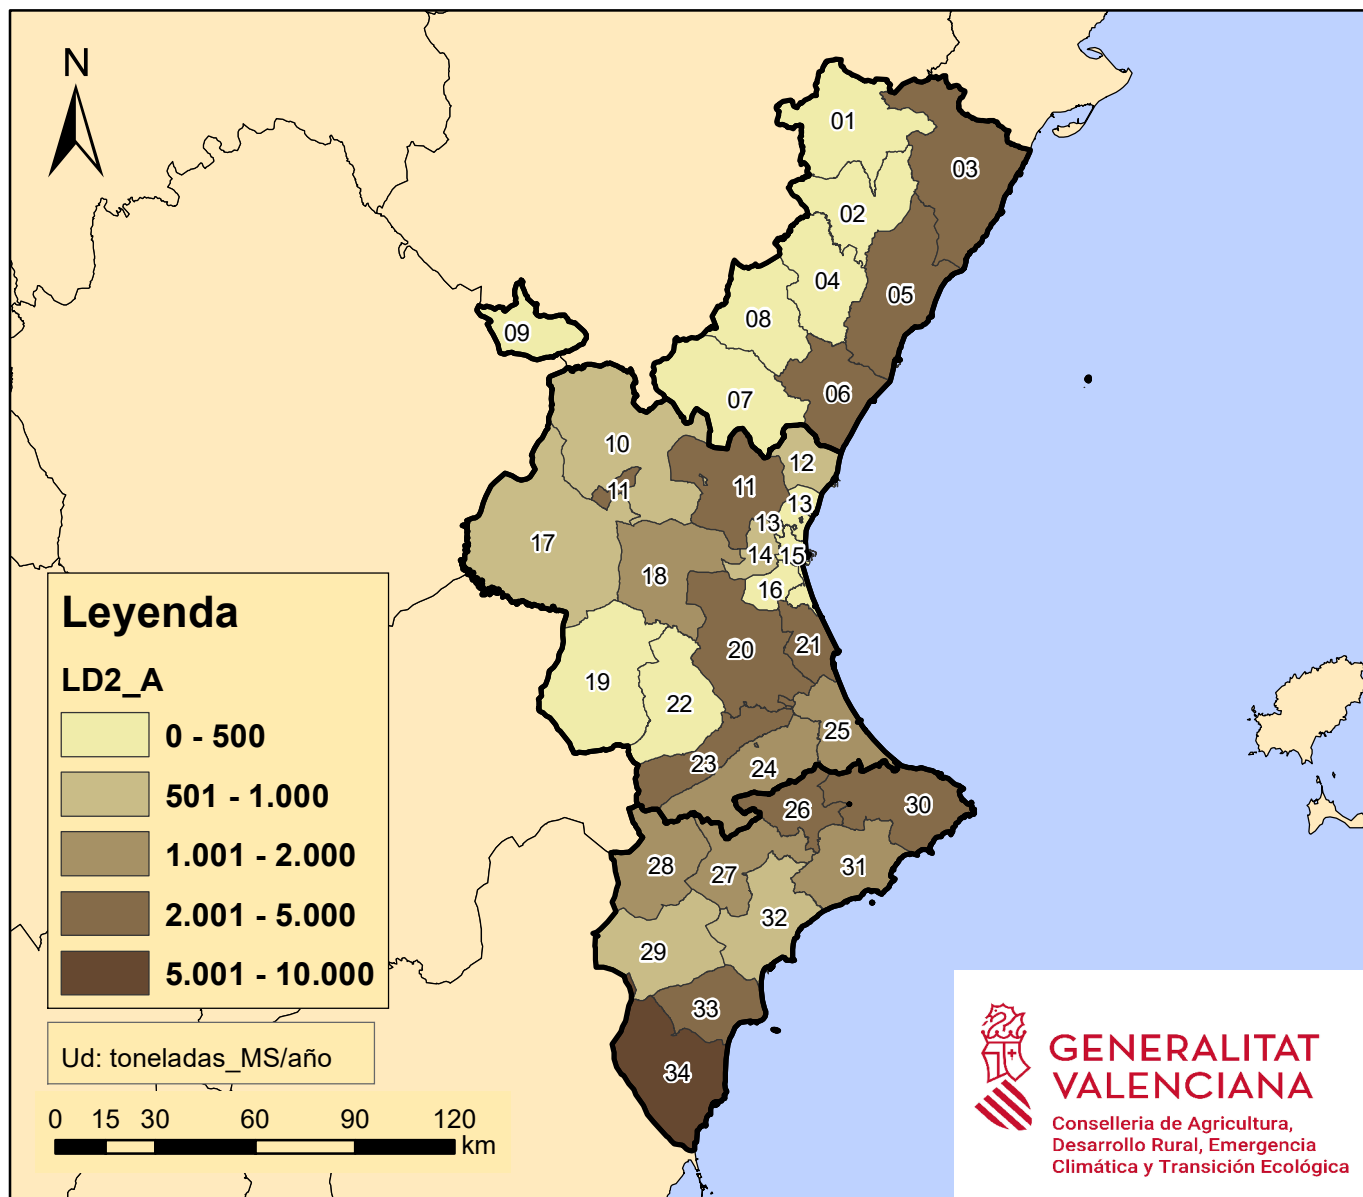 N
01
03
02
04
05
08
09
06
07
10
12
11
11
13
13
17
14
15
18
16
20
21
19
22
25
23
24
30
26
28
27
31
32
29
33
34
Leyenda
LD2_A
0 - 500
501 - 1.000
1.001 - 2.000
2.001 - 5.000
5.001 - 10.000
Ud: toneladas_MS/año
0 15 30 60 90 120
km
GENERALITAT
VALENCIANA
Conselleria de Agricultura,
Desarrollo Rural, Emergencia
Climática y Transición Ecológica